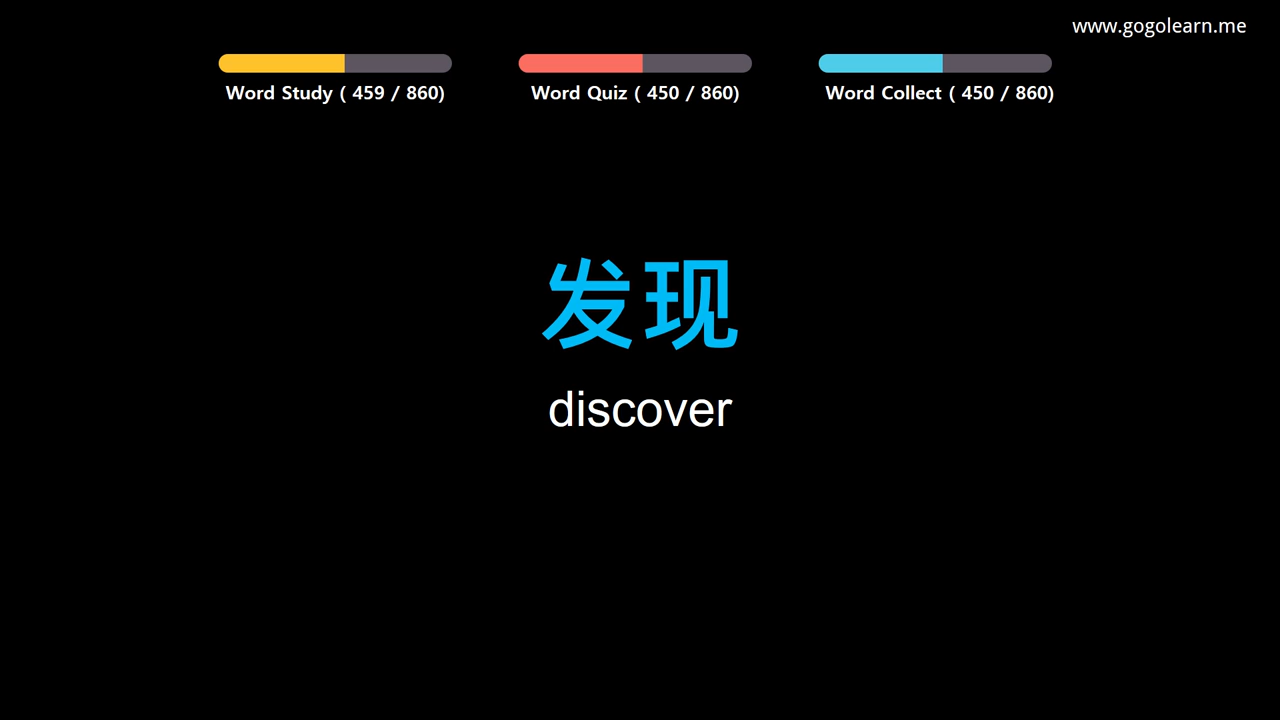 www.gogolearn.me
Word Study ( 459 / 860)
Word Quiz ( 450 / 860)
Word Collect ( 450 / 860)
发现
discover